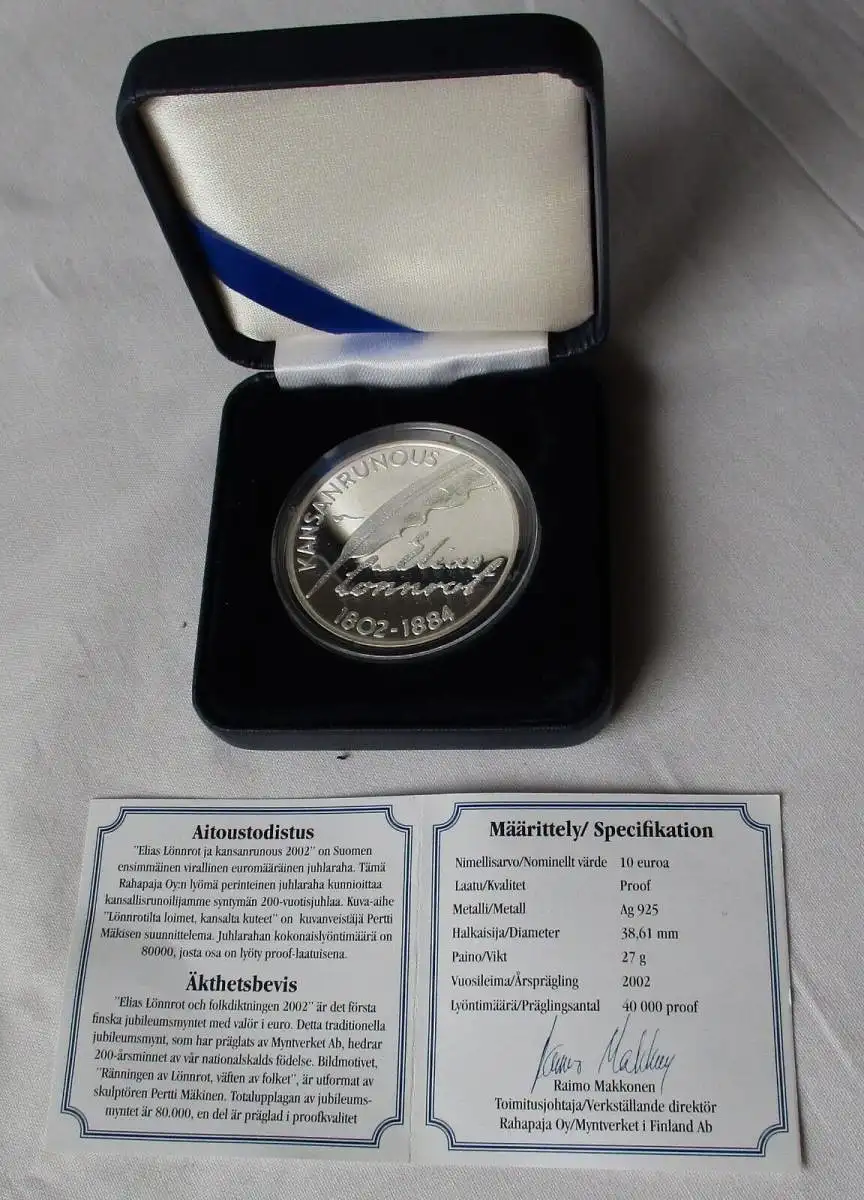 KANSANRUNOUS
Elias
Lönnrot
1802-1884
Aitoustodistus
"Elias Lönnrot ja kansanrunous 2002" on Suomen
ensimmäinen virallinen euromääräinen juhlaraha. Tämä
Rahapaja Oy:n lyömä perinteinen juhlaraha kunnioittaa
kansallisrunoilijamme syntymän 200-vuotisjuhlaa. Kuva-aihe
"Lönnrotilta loimet, kansalta kuteet" on kuvanveistäjä Pertti
Mäkisen suunnittelema. Juhlarahan kokonaislyöntimäärä on
80000, josta osa on lyöty proof-laatuisena.
Äkthetsbevis
"Elias Lönnrot och folkdiktningen 2002" är det första
finska jubileumsmyntet med valör i euro. Detta traditionella
jubileumsmynt, som har präglats av Myntverket Ab, hedrar
200-årsminnet av vår nationalskalds födelse. Bildmotivet,
"Ränningen av Lönnrot, väften av folket", är utformat av
skulptören Pertti Mäkinen. Totalupplagan av jubileums-
myntet är 80.000, en del är präglad i proofkvalitet
Määrittely/ Specifikation
Nimellisarvo/Nominellt värde 10 euroa
Laatu/Kvalitet Proof
Metalli/Metall Ag 925
Halkaisija/Diameter 38,61 mm
Paino/Vikt 27 g
Vuosileima/Årsprägling 2002
Lyöntimäärä/Präglingsantal 40 000 proof
Raimo Makkonen
Raimo Makkonen
Toimitusjohtaja/Verkställande direktör
Rahapaja Oy/Myntverket i Finland Ab